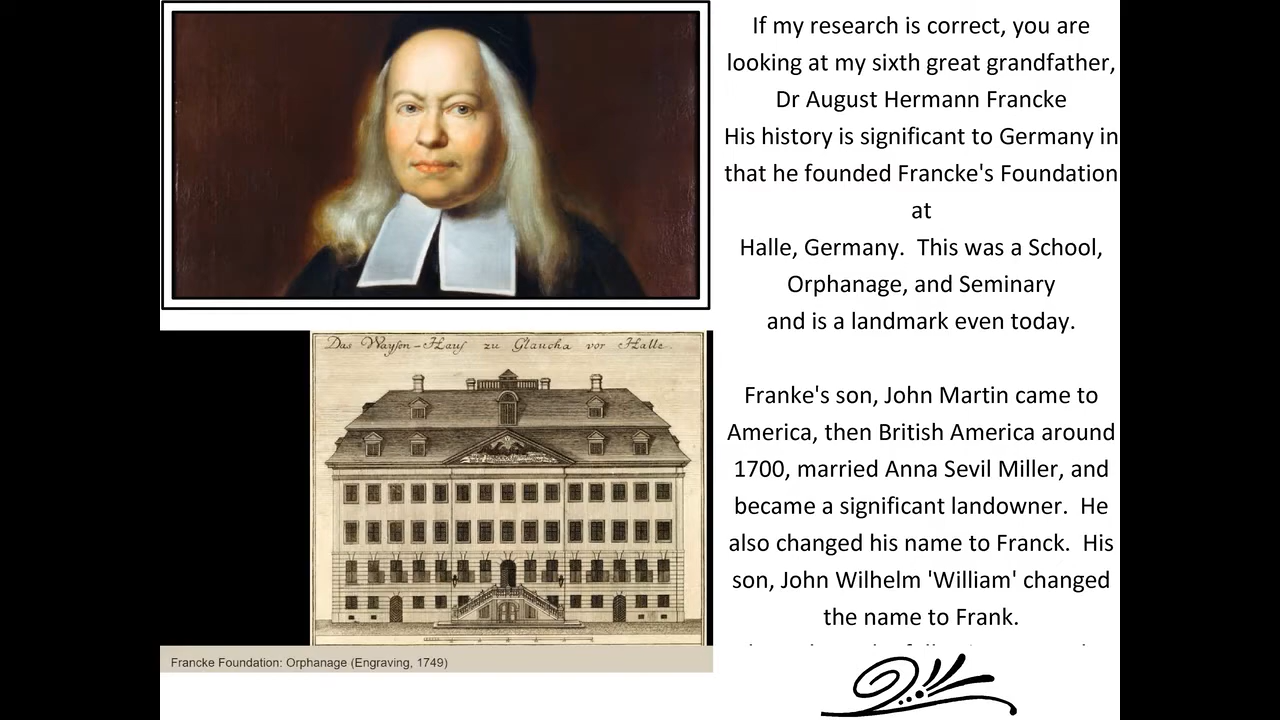 If my research is correct, you are
looking at my sixth great grandfather,
Dr August Hermann Francke
His history is significant to Germany in
that he founded Francke's Foundation
at
Halle, Germany.  This was a School,
Orphanage, and Seminary
and is a landmark even today.
Franke's son, John Martin came to
America, then British America around
1700, married Anna Sevil Miller, and
became a significant landowner.  He
also changed his name to Franck.  His
son, John Wilhelm 'William' changed
the name to Frank.
Das Waysen-Hauß zu Glaucha vor Halle.
Francke Foundation: Orphanage (Engraving, 1749)